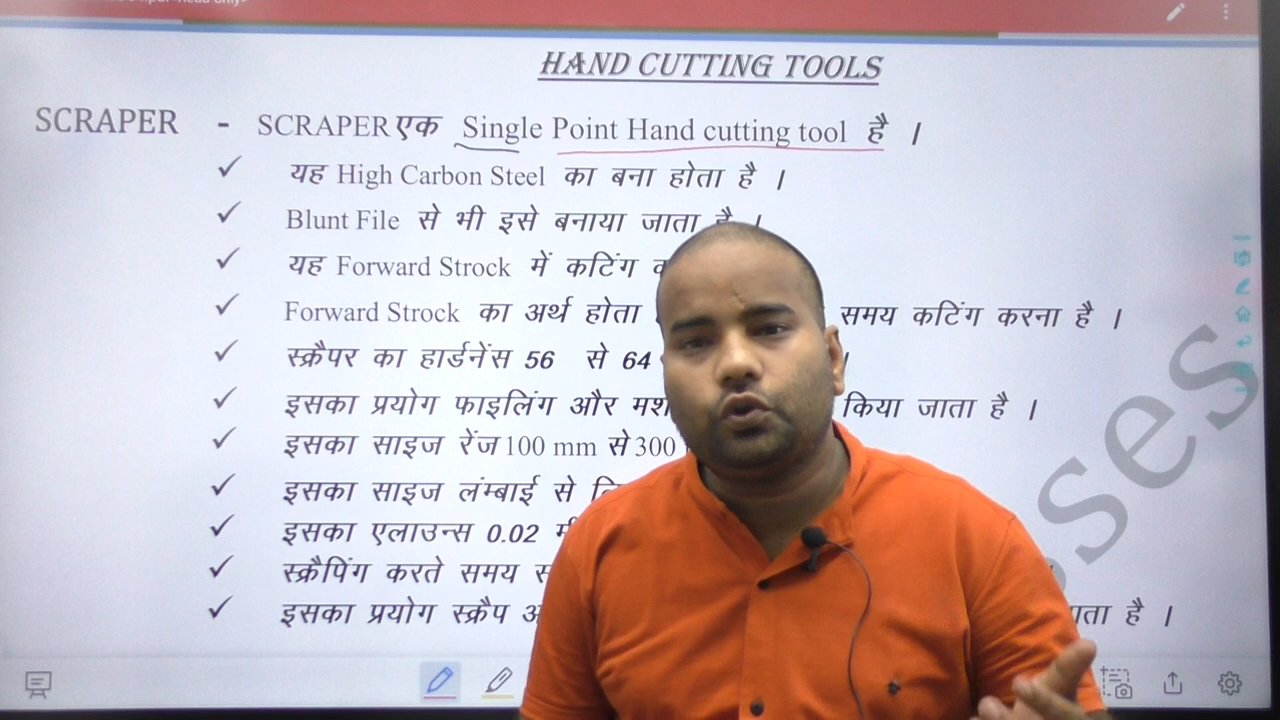 HAND CUTTING TOOLS
SCRAPER - SCRAPER एक Single Point Hand cutting tool है ।
✓ यह High Carbon Steel का बना होता है ।
✓ Blunt File से भी इसे बनाया जाता है ।
✓ यह Forward Strock में कटिंग
✓ Forward Strock का अर्थ होता समय कटिंग करना है ।
✓ स्क्रैपर का हार्डनेंस 56 से 64 ।
✓ इसका प्रयोग फाइलिंग और किया जाता है ।
✓ इसका साइज रेंज 100 mm से 300
✓ इसका साइज लंम्बाई से
✓ इसका एलाउन्स 0.02
✓ स्क्रैपिंग करते समय
✓ इसका प्रयोग स्क्रैप है ।